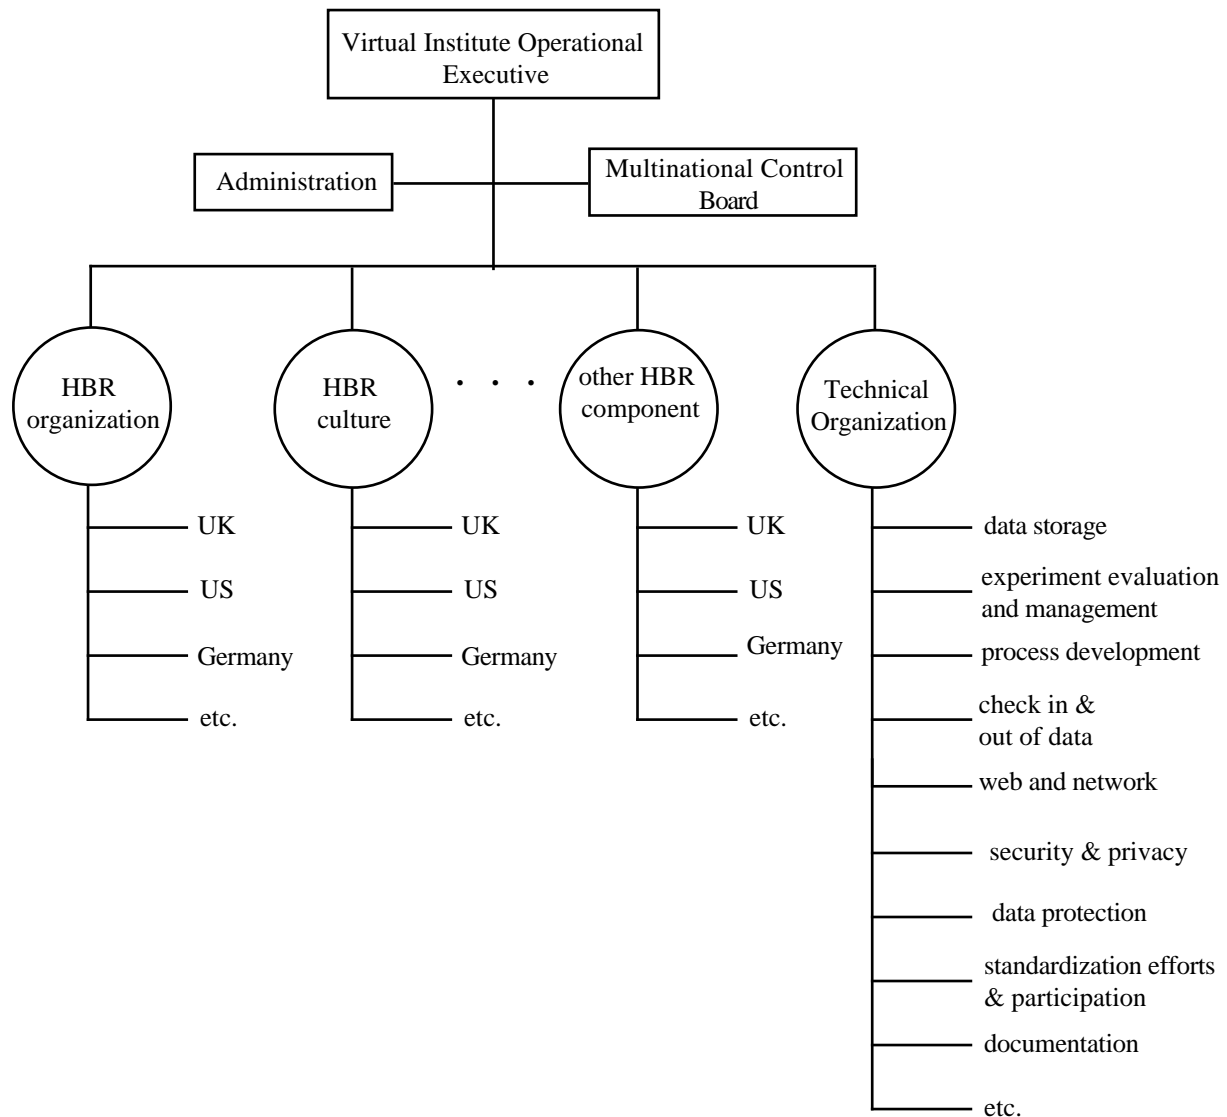 Virtual Institute Operational
Executive
Administration
Multinational Control
Board
HBR
organization
HBR
culture
. . .
other HBR
component
Technical
Organization
UK
US
Germany
etc.
UK
US
Germany
etc.
UK
US
Germany
etc.
data storage
experiment evaluation
and management
process development
check in &
out of data
web and network
security & privacy
data protection
standardization efforts
& participation
documentation
etc.